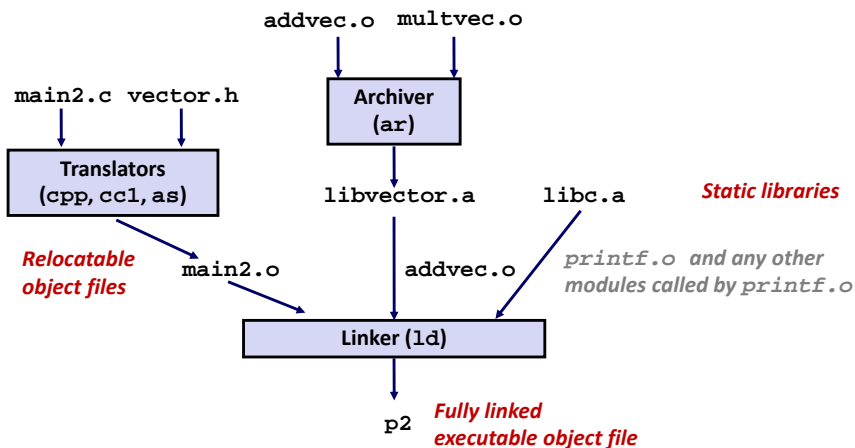 addvec.o multvec.o
main2.c vector.h
Archiver
(ar)
Translators
(cpp, cc1, as)
libvector.a
libc.a
Static libraries
Relocatable
object files
main2.o
addvec.o
printf.o and any other
modules called by printf.o
Linker (ld)
p2
Fully linked
executable object file